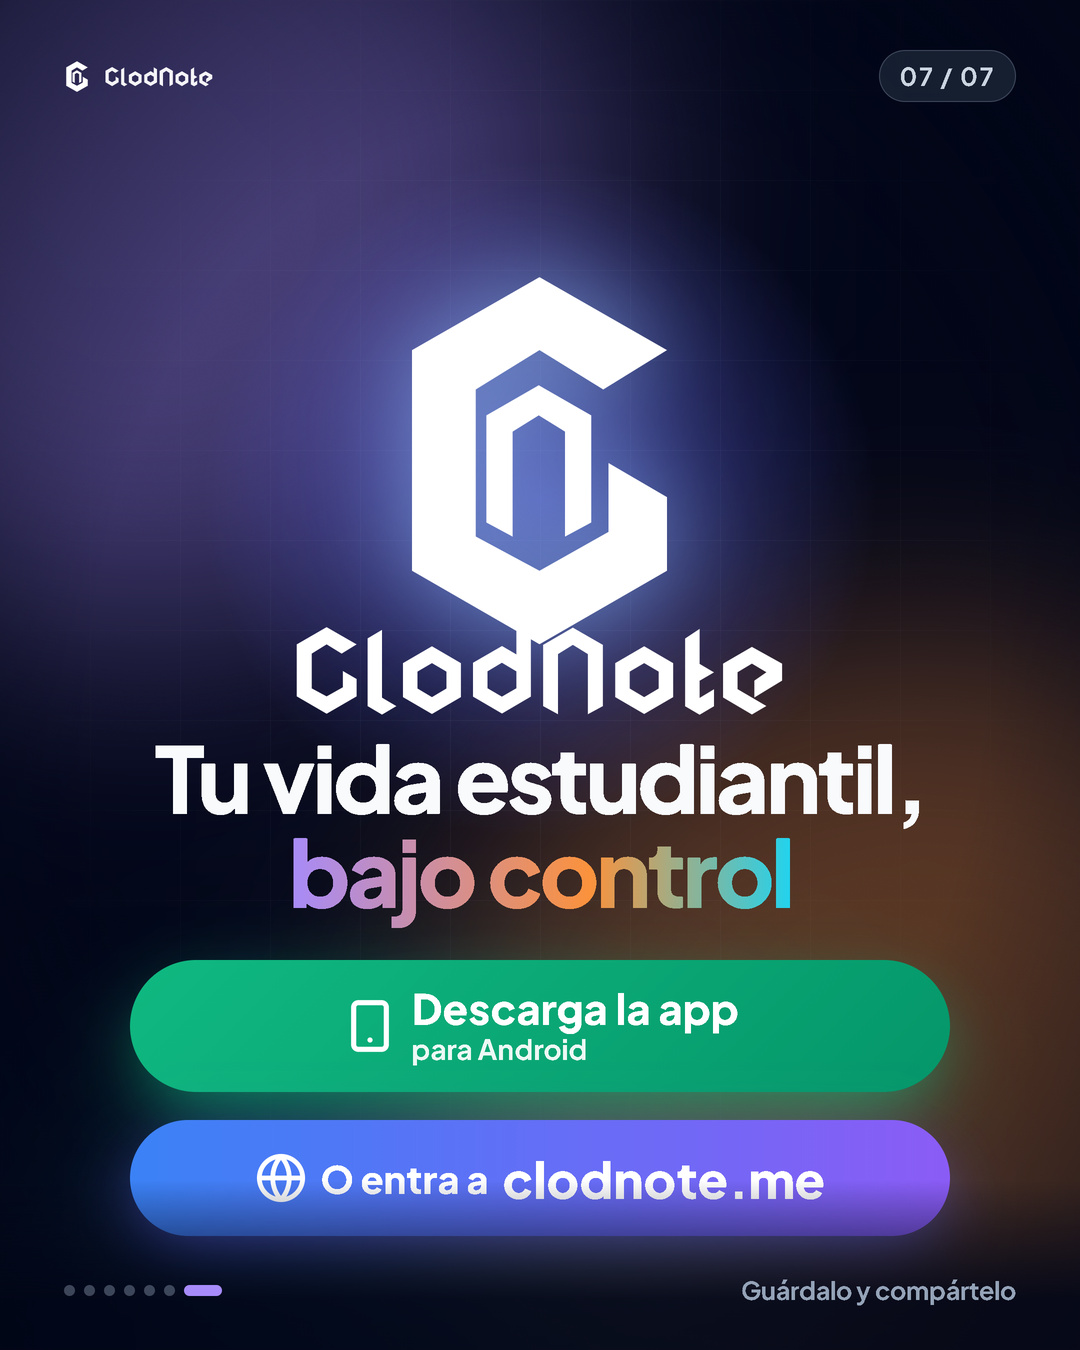 ClodNote
07 / 07
ClodNote
Tu vida estudiantil,
bajo control
Descarga la app
para Android
O entra a clodnote.me
Guárdalo y compártelo